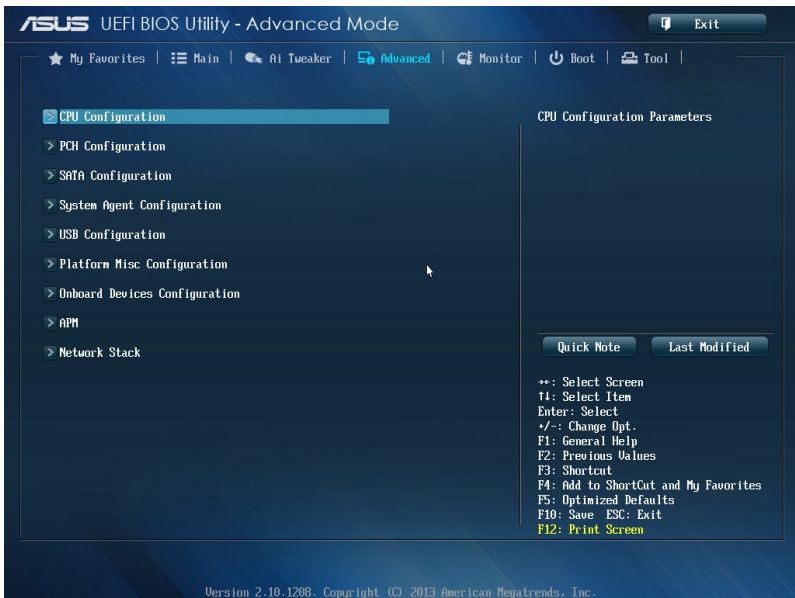 ASUS UEFI BIOS Utility - Advanced Mode
Exit
My Favorites | Main | Ai Tweaker | Advanced | Monitor | Boot | Tool |
> CPU Configuration
> PCH Configuration
> SATA Configuration
> System Agent Configuration
> USB Configuration
> Platform Misc Configuration
> Onboard Devices Configuration
> APM
> Network Stack
CPU Configuration Parameters
Quick Note
Last Modified
→←: Select Screen
↑↓: Select Item
Enter: Select
+/-: Change Opt.
F1: General Help
F2: Previous Values
F3: Shortcut
F4: Add to ShortCut and My Favorites
F5: Optimized Defaults
F10: Save ESC: Exit
F12: Print Screen
Version 2.10.1208. Copyright (C) 2013 American Megatrends, Inc.